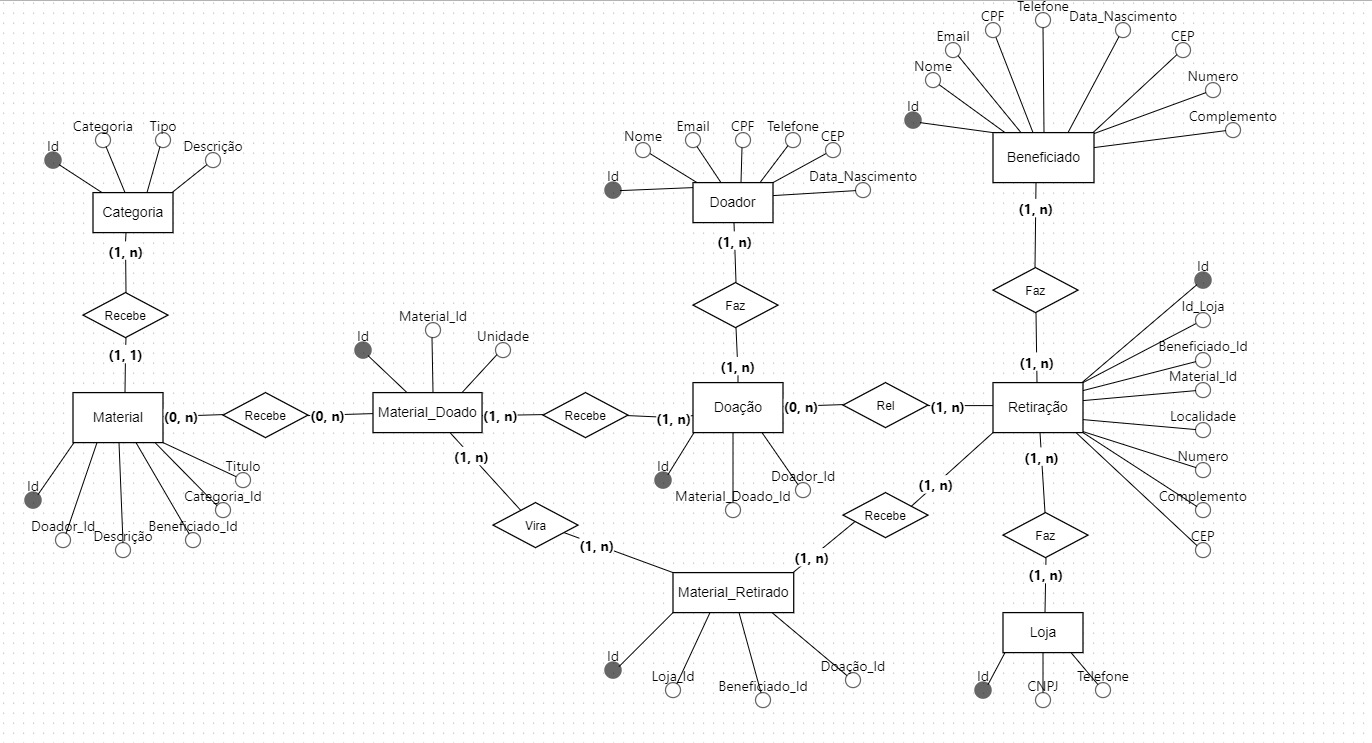 Telefone
CPF
Data_Nascimento
Email
CEP
Nome
Numero
Id
Complemento
Beneficiado
Categoria
Tipo
Id
Descrição
Categoria
Nome
Email
CPF
Telefone
CEP
Id
Data_Nascimento
Doador
(1, n)
(1, n)
(1, n)
Recebe
(1, 1)
Faz
(1, n)
Faz
(1, n)
Id
Id_Loja
Beneficiado_Id
Material_Id
Localidade
Numero
Complemento
CEP
Id
Material_Id
Unidade
Material
(0, n)
Recebe
(0, n)
Material_Doado
(1, n)
Recebe
(1, n)
Doação
(0, n)
Rel
(1, n)
Retiração
Id
Doador_Id
Descrição
Beneficiado_Id
Categoria_Id
Titulo
(1, n)
Vira
(1, n)
Id
Material_Doado_Id
Doador_Id
(1, n)
Recebe
(1, n)
(1, n)
Faz
(1, n)
Material_Retirado
Loja
Id
Loja_Id
Beneficiado_Id
Doação_Id
Id
CNPJ
Telefone